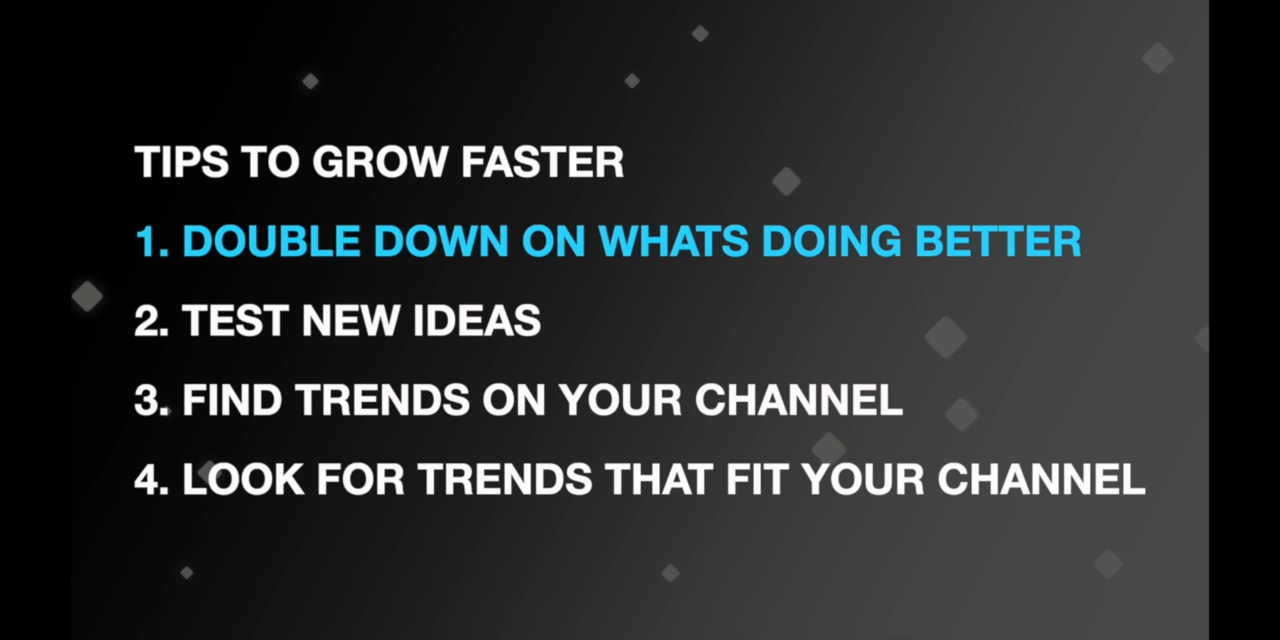 TIPS TO GROW FASTER
1. DOUBLE DOWN ON WHATS DOING BETTER
2. TEST NEW IDEAS
3. FIND TRENDS ON YOUR CHANNEL
4. LOOK FOR TRENDS THAT FIT YOUR CHANNEL